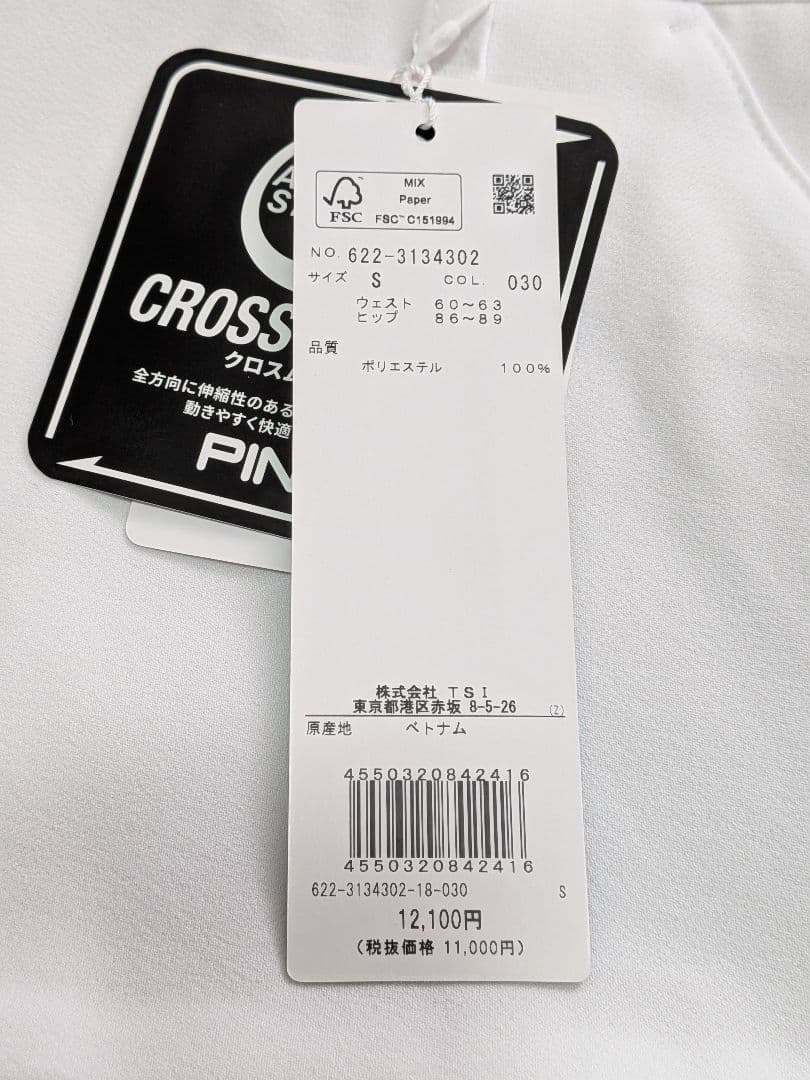 CROSS
クロスム
全方向に伸縮性のある
動きやすく快適
PIN
FSC
MIX
Paper
FSC™ C151994
NO. 622-3134302
サイズ S COL. 030
ウェスト 60～63
ヒップ 86～89
品質
ポリエステル 100%
株式会社 TSI
東京都港区赤坂 8-5-26 (2)
原産地 ベトナム
4550320842416
4550320842416
622-3134302-18-030 S
12,100円
(税抜価格 11,000円)